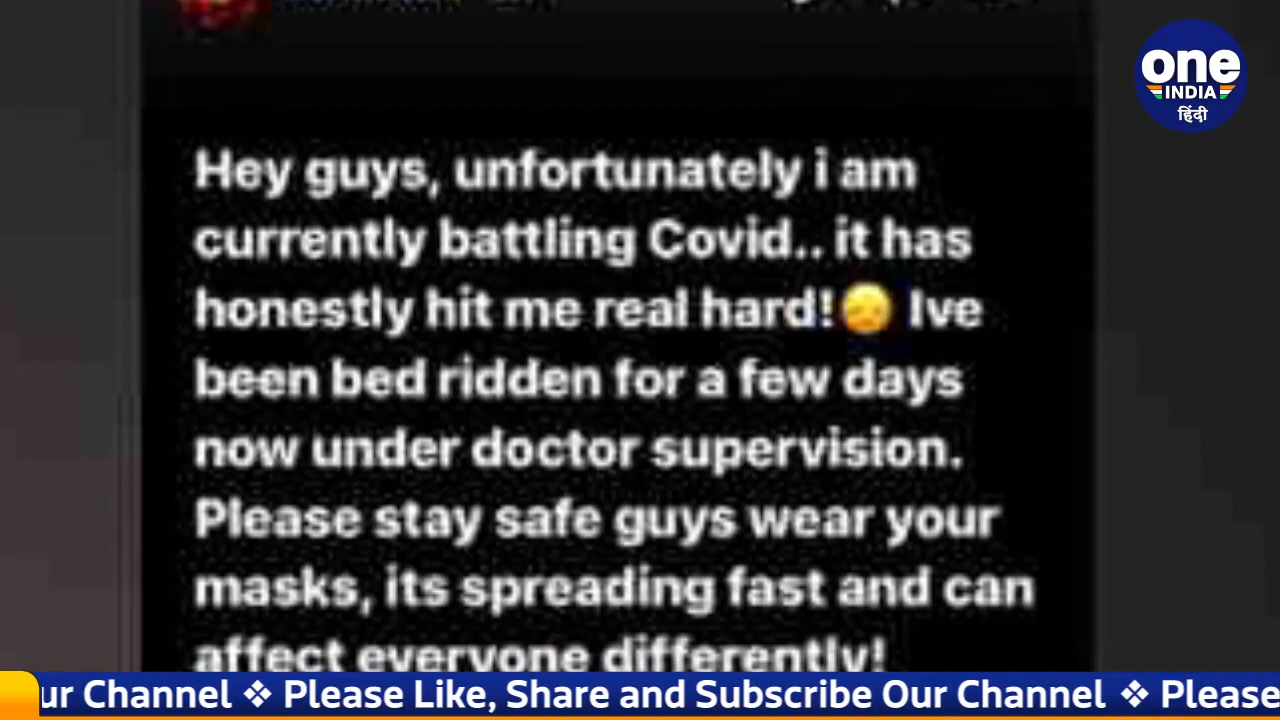 one
INDIA
हिंदी
Hey guys, unfortunately i am
currently battling Covid.. it has
honestly hit me real hard!😞 Ive
been bed ridden for a few days
now under doctor supervision.
Please stay safe guys wear your
masks, its spreading fast and can
affect everyone differently!
ur Channel ❖ Please Like, Share and Subscribe Our Channel ❖ Please